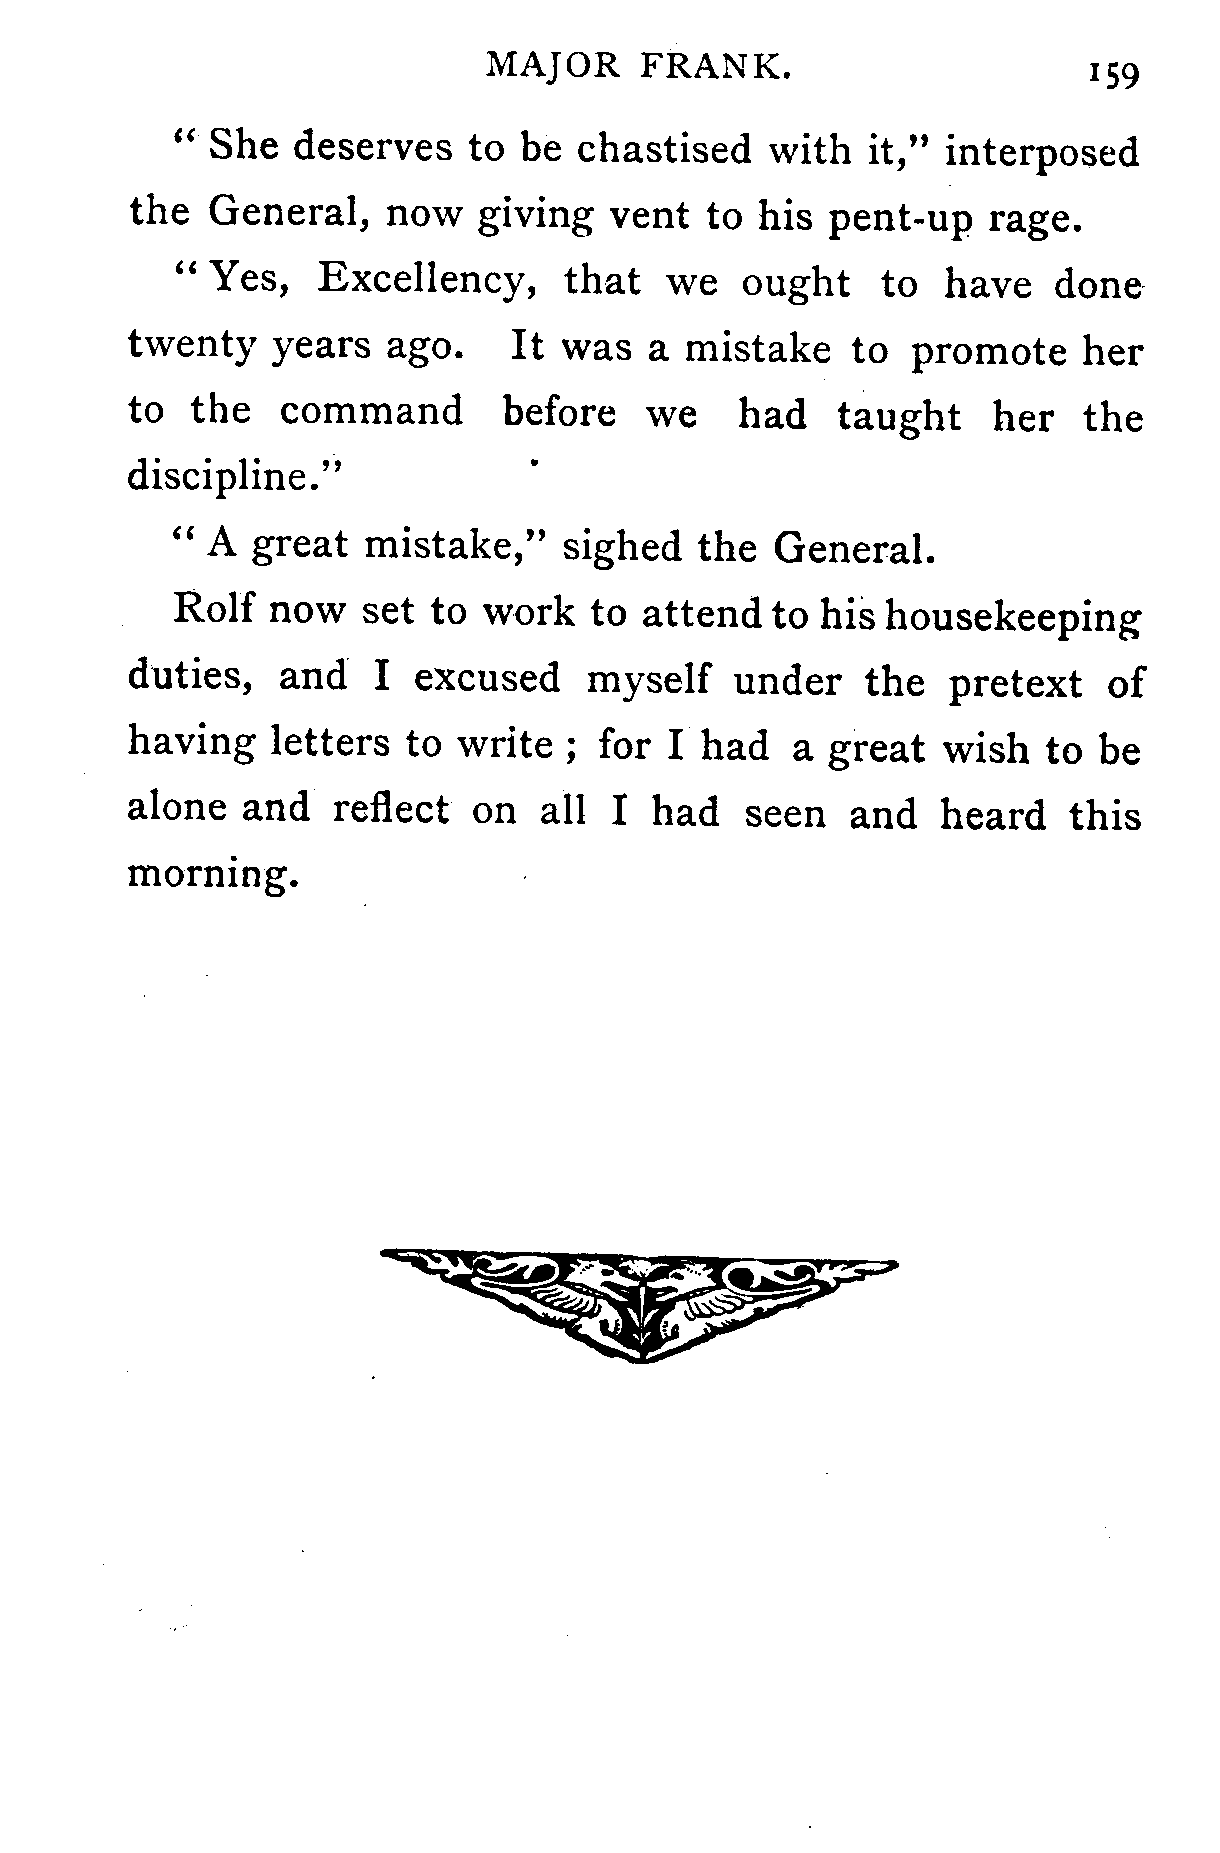 MAJOR FRANK. 159
“ She deserves to be chastised with it,” interposed
the General, now giving vent to his pent-up rage.
“ Yes, Excellency, that we ought to have done
twenty years ago. It was a mistake to promote her
to the command before we had taught her the
discipline.”
“ A great mistake,” sighed the General.
Rolf now set to work to attend to his housekeeping
duties, and I excused myself under the pretext of
having letters to write ; for I had a great wish to be
alone and reflect on all I had seen and heard this
morning.